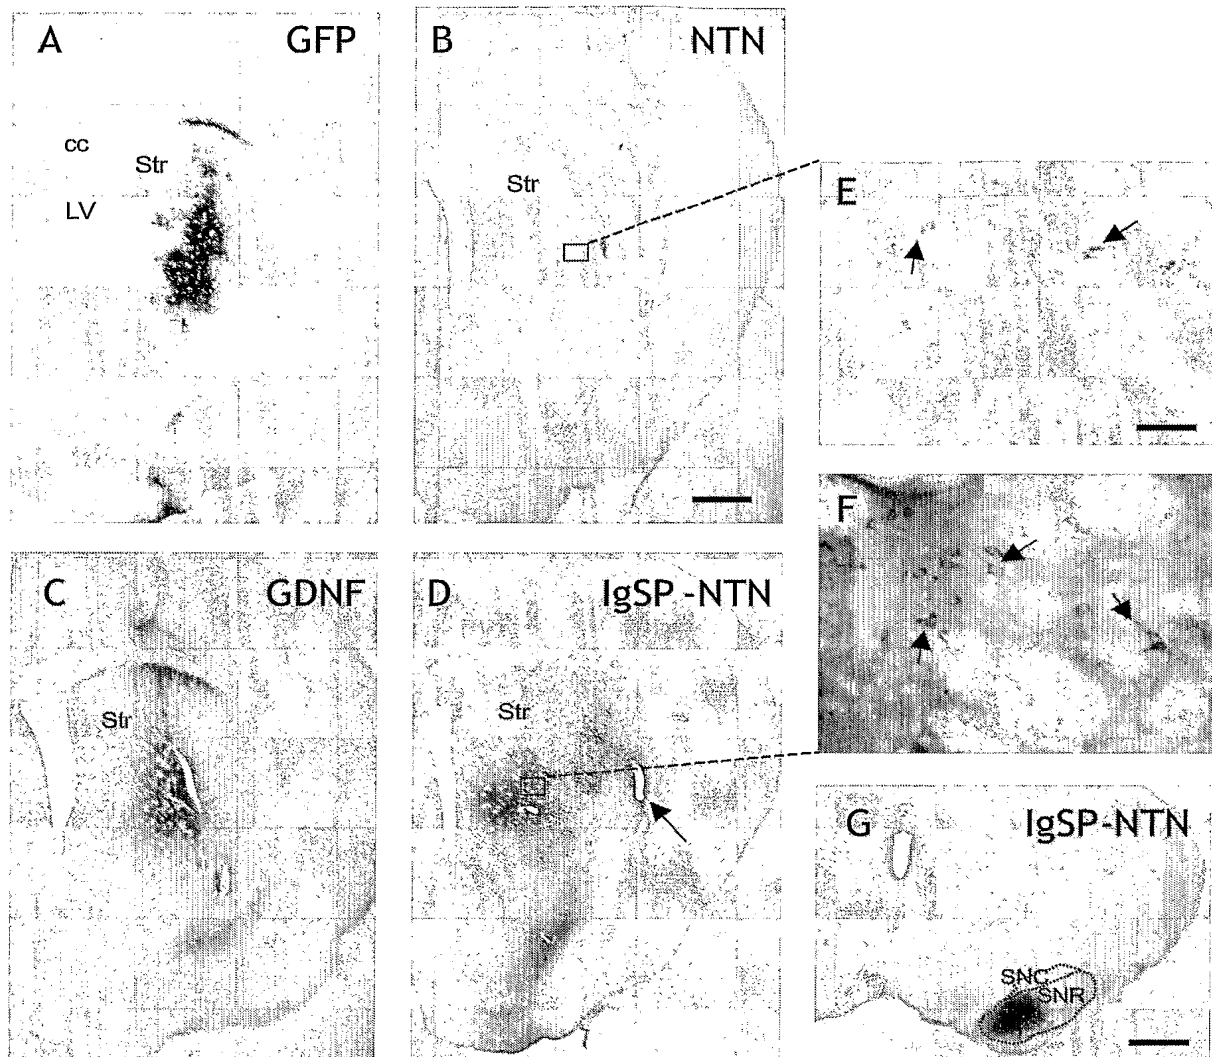 A GFP
cc
Str
LV
B NTN
Str
E
C GDNF
Str
D IgSP-NTN
Str
F
G IgSP-NTN
SNC
SNR